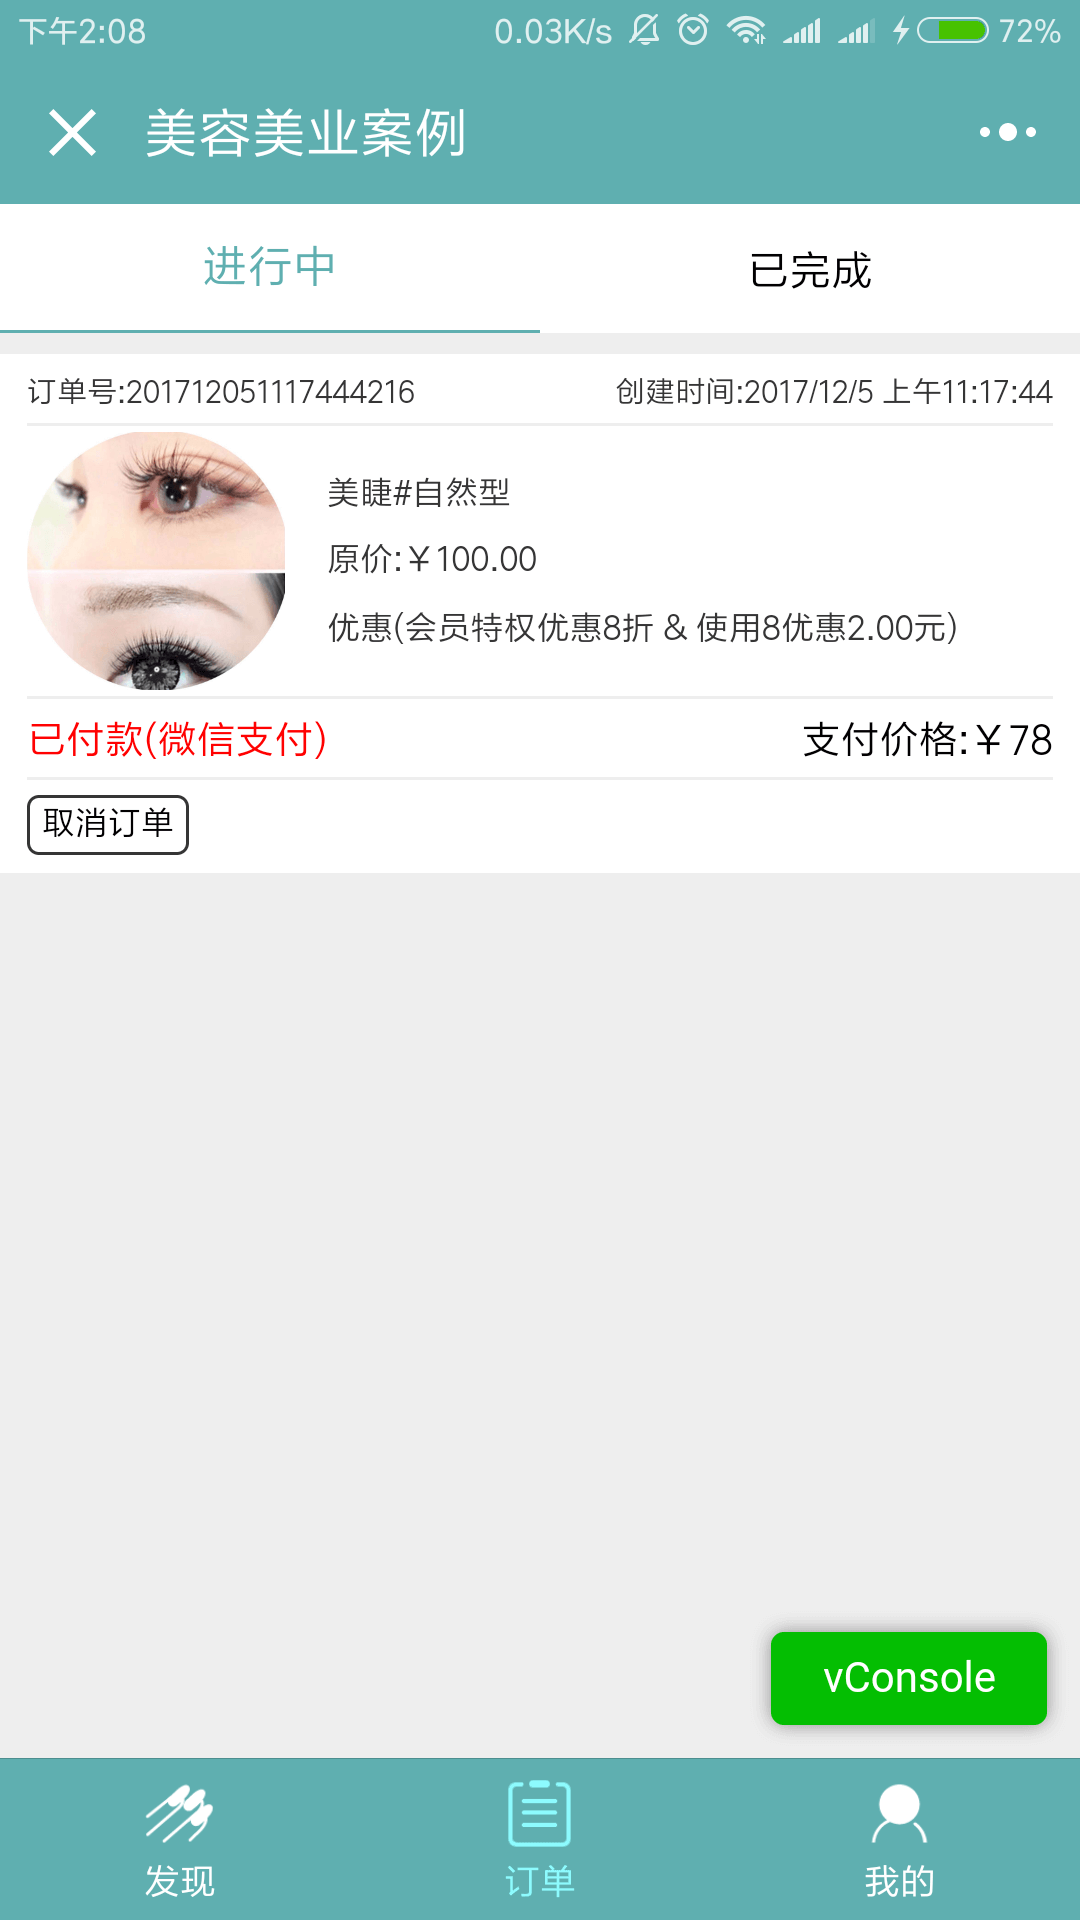 下午2:08 0.03K/s 72%
美容美业案例
进行中 已完成
订单号:201712051117444216 创建时间:2017/12/5 上午11:17:44
美睫#自然型
原价:￥100.00
优惠(会员特权优惠8折 & 使用8优惠2.00元)
已付款(微信支付) 支付价格:￥78
取消订单
vConsole
发现 订单 我的